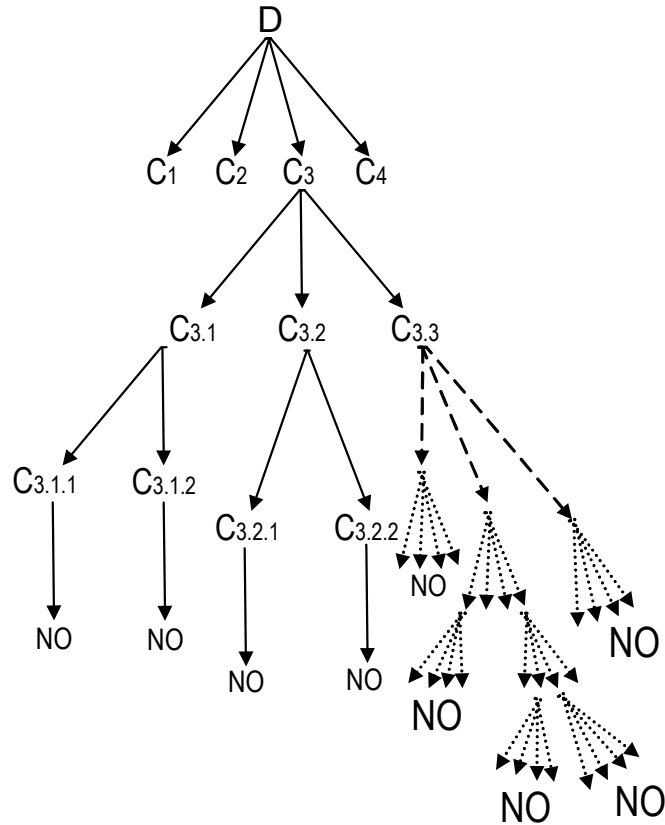 D
C1 C2 C3 C4
C3.1 C3.2 C3.3
C3.1.1 C3.1.2
C3.2.1 C3.2.2
NO
NO NO NO
NO NO
NO
NO NO